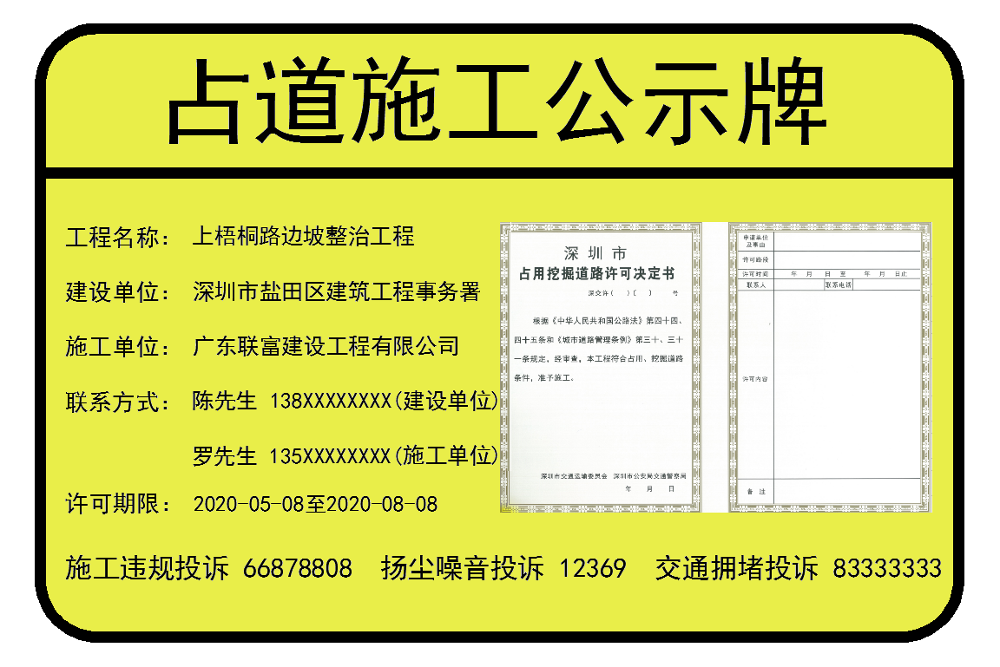 占道施工公示牌
工程名称： 上梧桐路边坡整治工程
建设单位： 深圳市盐田区建筑工程事务署
施工单位： 广东联富建设工程有限公司
联系方式： 陈先生 138XXXXXXXX(建设单位)
罗先生 135XXXXXXXX(施工单位)
许可期限： 2020-05-08至2020-08-08
深圳市
占用挖掘道路许可决定书
深交许（ ）〔 〕 号
根据《中华人民共和国公路法》第四十四、
四十五条和《城市道路管理条例》第三十、三十
一条规定，经审查，本工程符合占用、挖掘道路
条件，准予施工。
深圳市交通运输委员会 深圳市公安局交通警察局
年 月 日
申请单位
及事由
许可路段
许可时间 年 月 日 至 年 月 日止
联系人 联系电话
许可内容
备 注
施工违规投诉 66878808 扬尘噪音投诉 12369 交通拥堵投诉 83333333